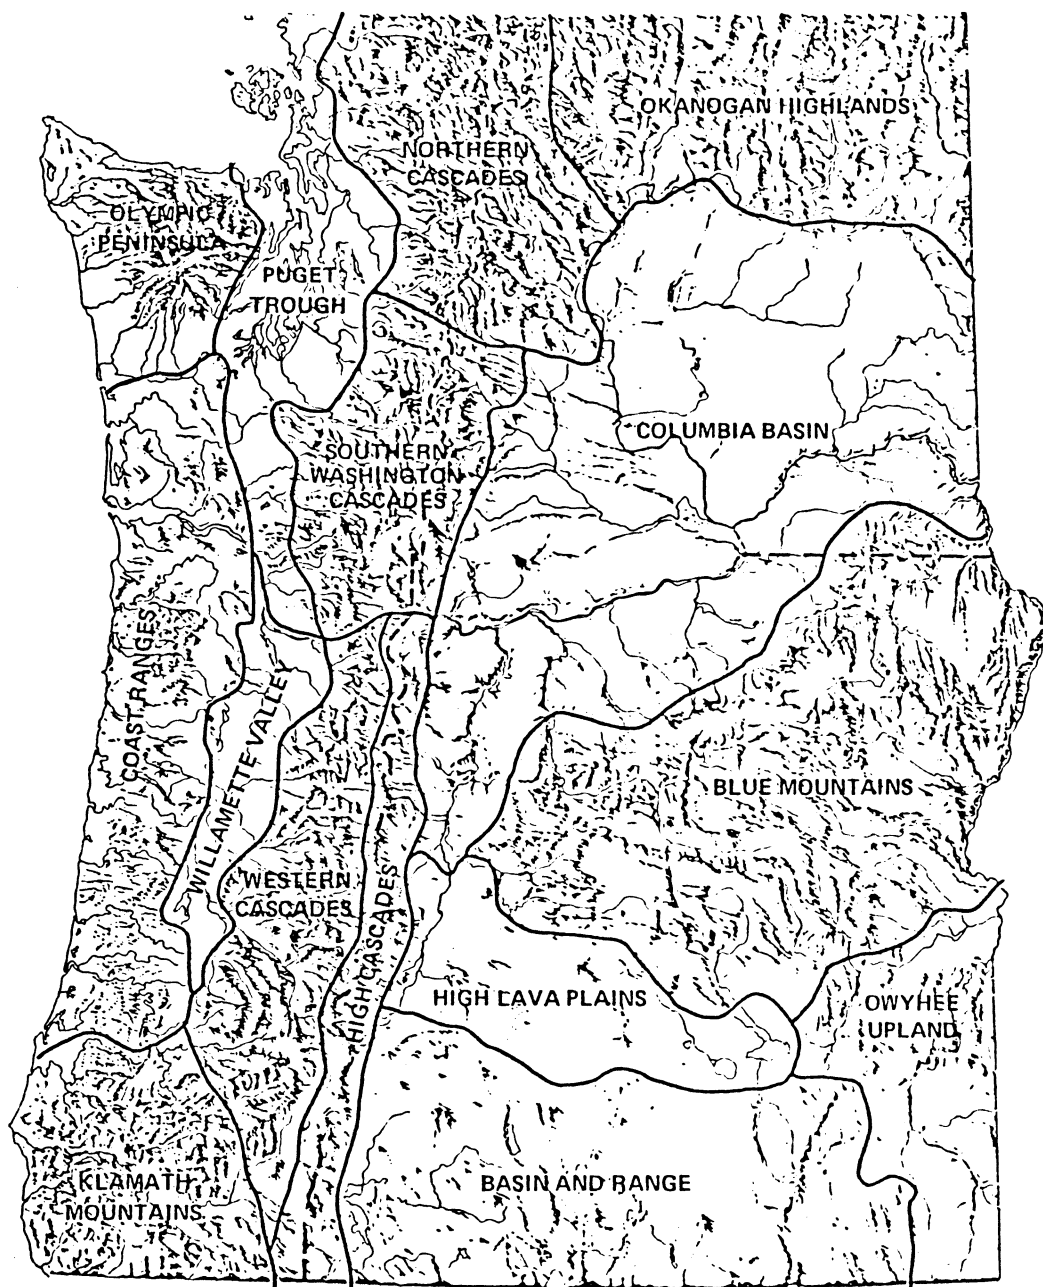 OKANOGAN HIGHLANDS
NORTHERN
CASCADES
OLYMPIC
PENINSULA
PUGET
TROUGH
COLUMBIA BASIN
SOUTHERN
WASHINGTON
CASCADES
COAST RANGES
WILLAMETTE VALLEY
BLUE MOUNTAINS
WESTERN
CASCADES
HIGH CASCADES
HIGH LAVA PLAINS
OWYHEE
UPLAND
KLAMATH
MOUNTAINS
BASIN AND RANGE